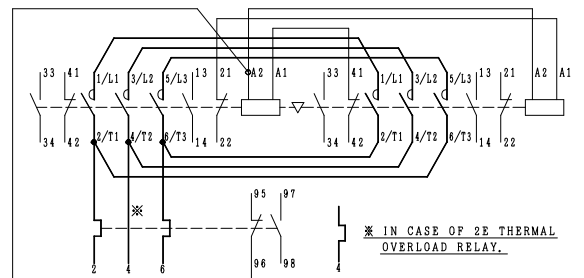 33 41 1/L1 3/L2 5/L3 13 21 A2 A1 33 41 1/L1 3/L2 5/L3 13 21 A2 A1
34 42 2/T1 4/T2 6/T3 14 22 34 42 2/T1 4/T2 6/T3 14 22
95 97
※
※ IN CASE OF 2E THERMAL
OVERLOAD RELAY.
2 4 6 96 98 4